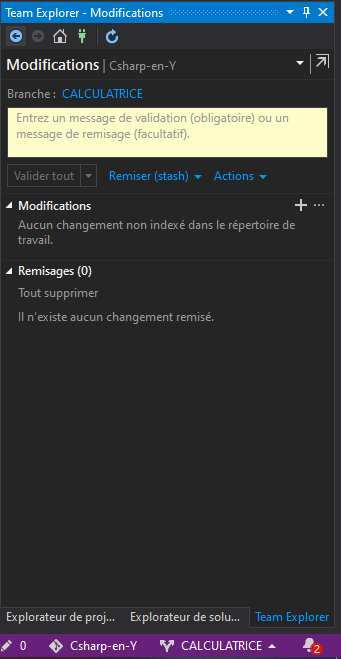 Team Explorer - Modifications
Modifications | Csharp-en-Y
Branche : CALCULATRICE
Entrez un message de validation (obligatoire) ou un
message de remisage (facultatif).
Valider tout Remiser (stash) Actions
Modifications
Aucun changement non indexé dans le répertoire de
travail.
Remisages (0)
Tout supprimer
Il n'existe aucun changement remisé.
Explorateur de proj... Explorateur de solu... Team Explorer
0 Csharp-en-Y CALCULATRICE 2